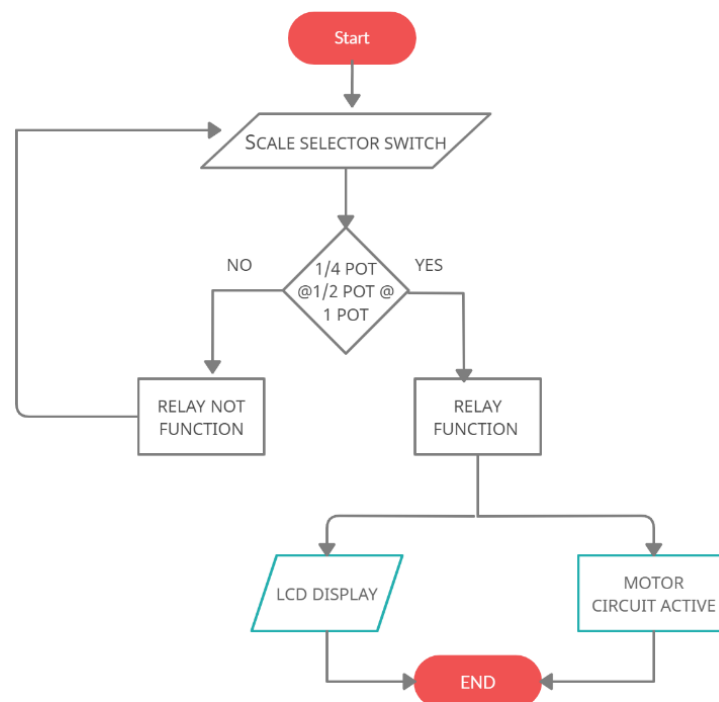 Start
SCALE SELECTOR SWITCH
NO
YES
1/4 POT
@1/2 POT @
1 POT
RELAY NOT
FUNCTION
RELAY
FUNCTION
LCD DISPLAY
MOTOR
CIRCUIT ACTIVE
END